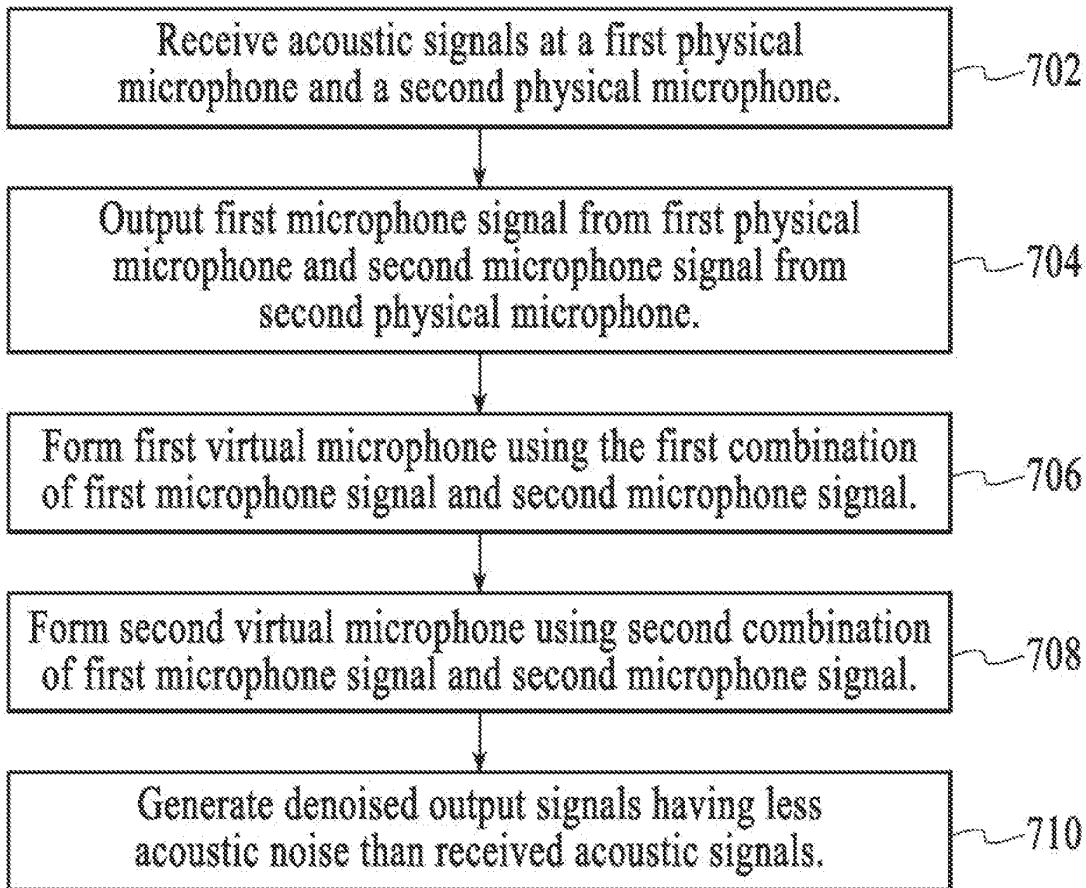 Receive acoustic signals at a first physical
microphone and a second physical microphone.
702
Output first microphone signal from first physical
microphone and second microphone signal from
second physical microphone.
704
Form first virtual microphone using the first combination
of first microphone signal and second microphone signal.
706
Form second virtual microphone using second combination
of first microphone signal and second microphone signal.
708
Generate denoised output signals having less
acoustic noise than received acoustic signals.
710